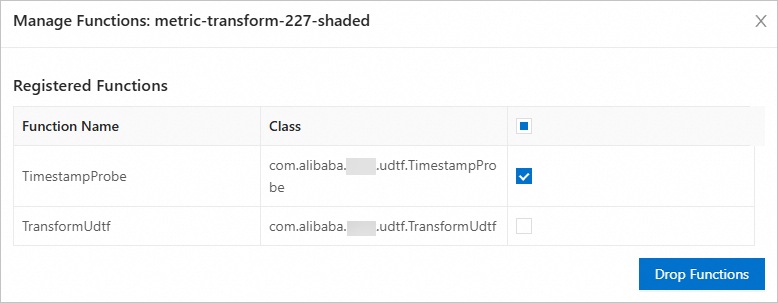 Manage Functions: metric-transform-227-shaded
Registered Functions
Function Name Class
TimestampProbe com.alibaba. .udtf.TimestampPro
be
TransformUdtf com.alibaba. .udtf.TransformUdtf
Drop Functions